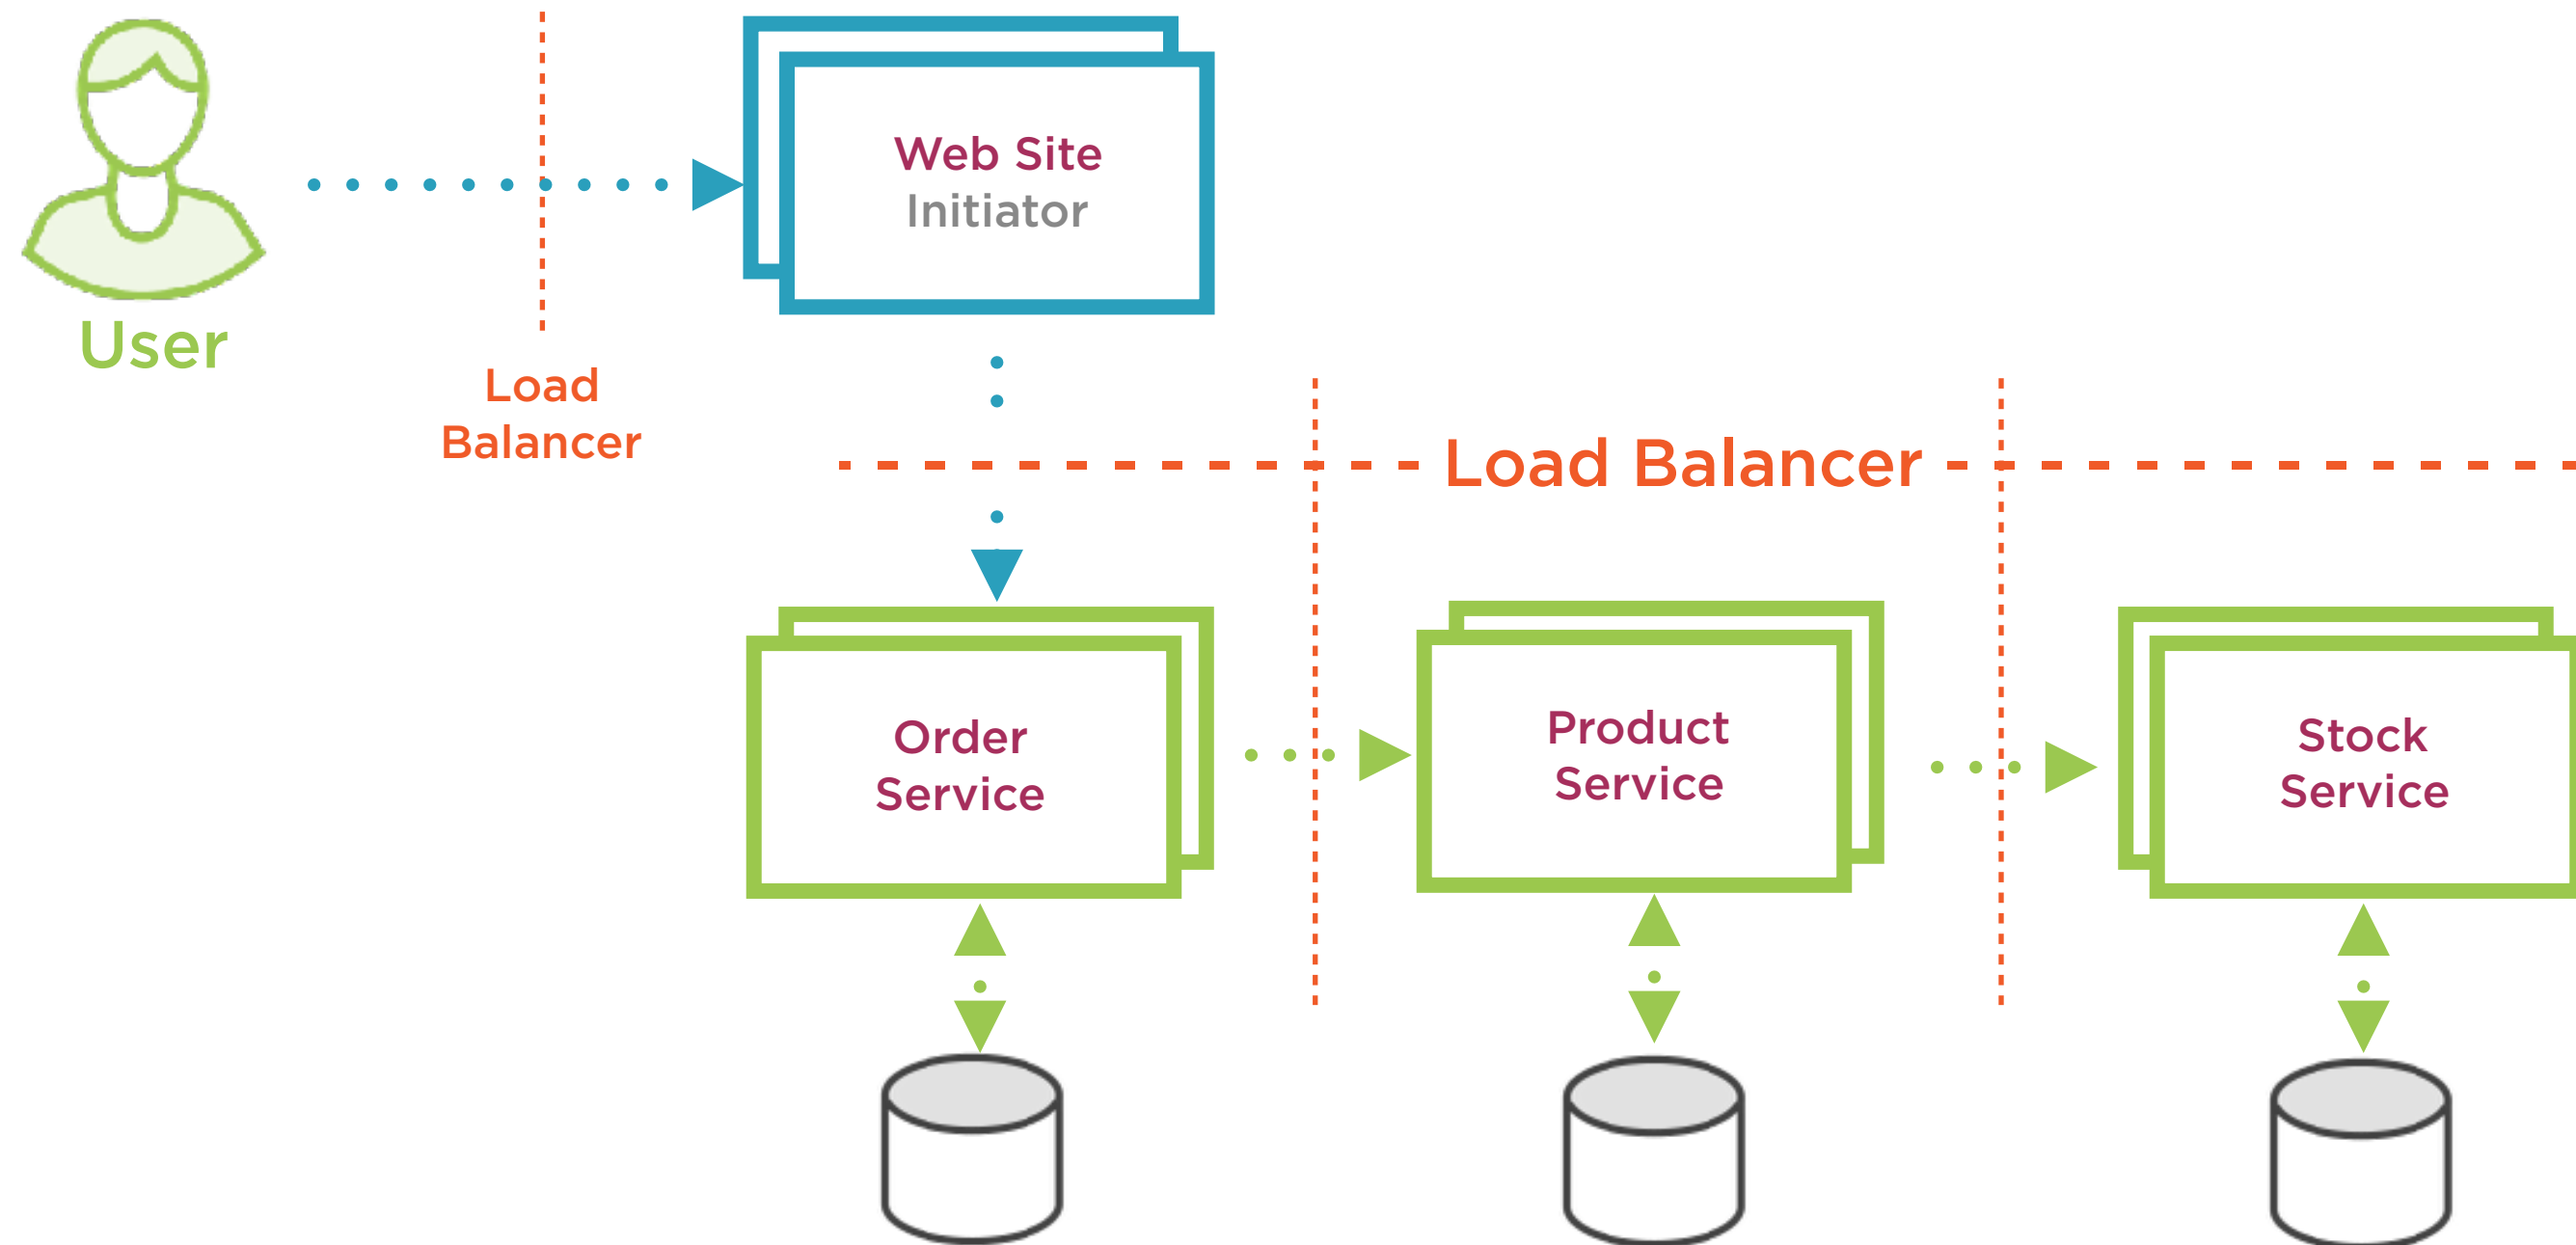 Web Site
Initiator
User
Load
Balancer
Load Balancer
Order
Service
Product
Service
Stock
Service